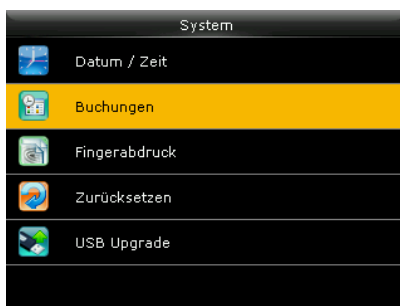 System
Datum / Zeit
Buchungen
Fingerabdruck
Zurücksetzen
USB Upgrade